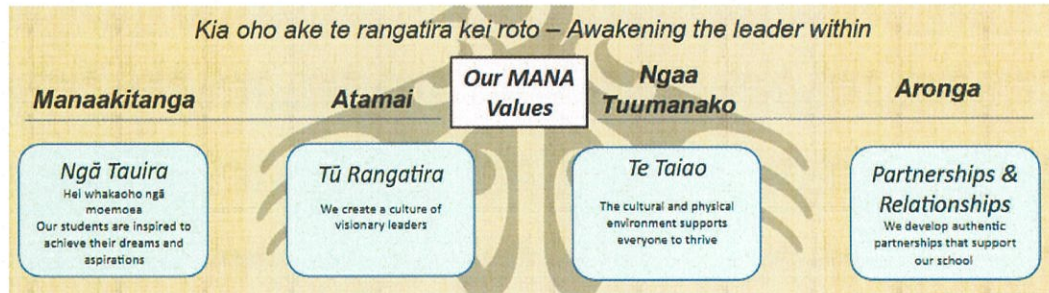 Kia oho ake te rangatira kei roto – Awakening the leader within
Our MANA
Values
Manaakitanga
Atamai
Ngaa
Tuumanako
Aronga
Ngā Tauira
Hei whakaoho ngā
moemoea
Our students are inspired to
achieve their dreams and
aspirations
Tū Rangatira
We create a culture of
visionary leaders
Te Taiao
The cultural and physical
environment supports
everyone to thrive
Partnerships &
Relationships
We develop authentic
partnerships that support
our school